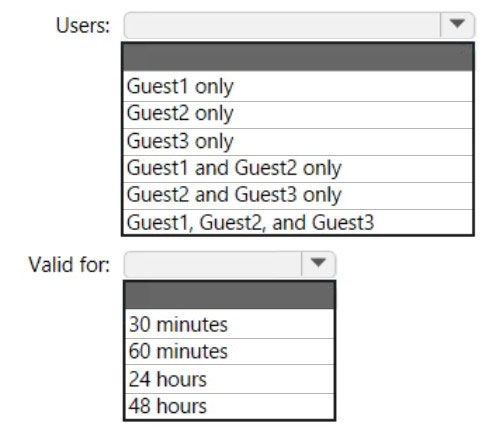 Users:
Guest1 only
Guest2 only
Guest3 only
Guest1 and Guest2 only
Guest2 and Guest3 only
Guest1, Guest2, and Guest3
Valid for:
30 minutes
60 minutes
24 hours
48 hours